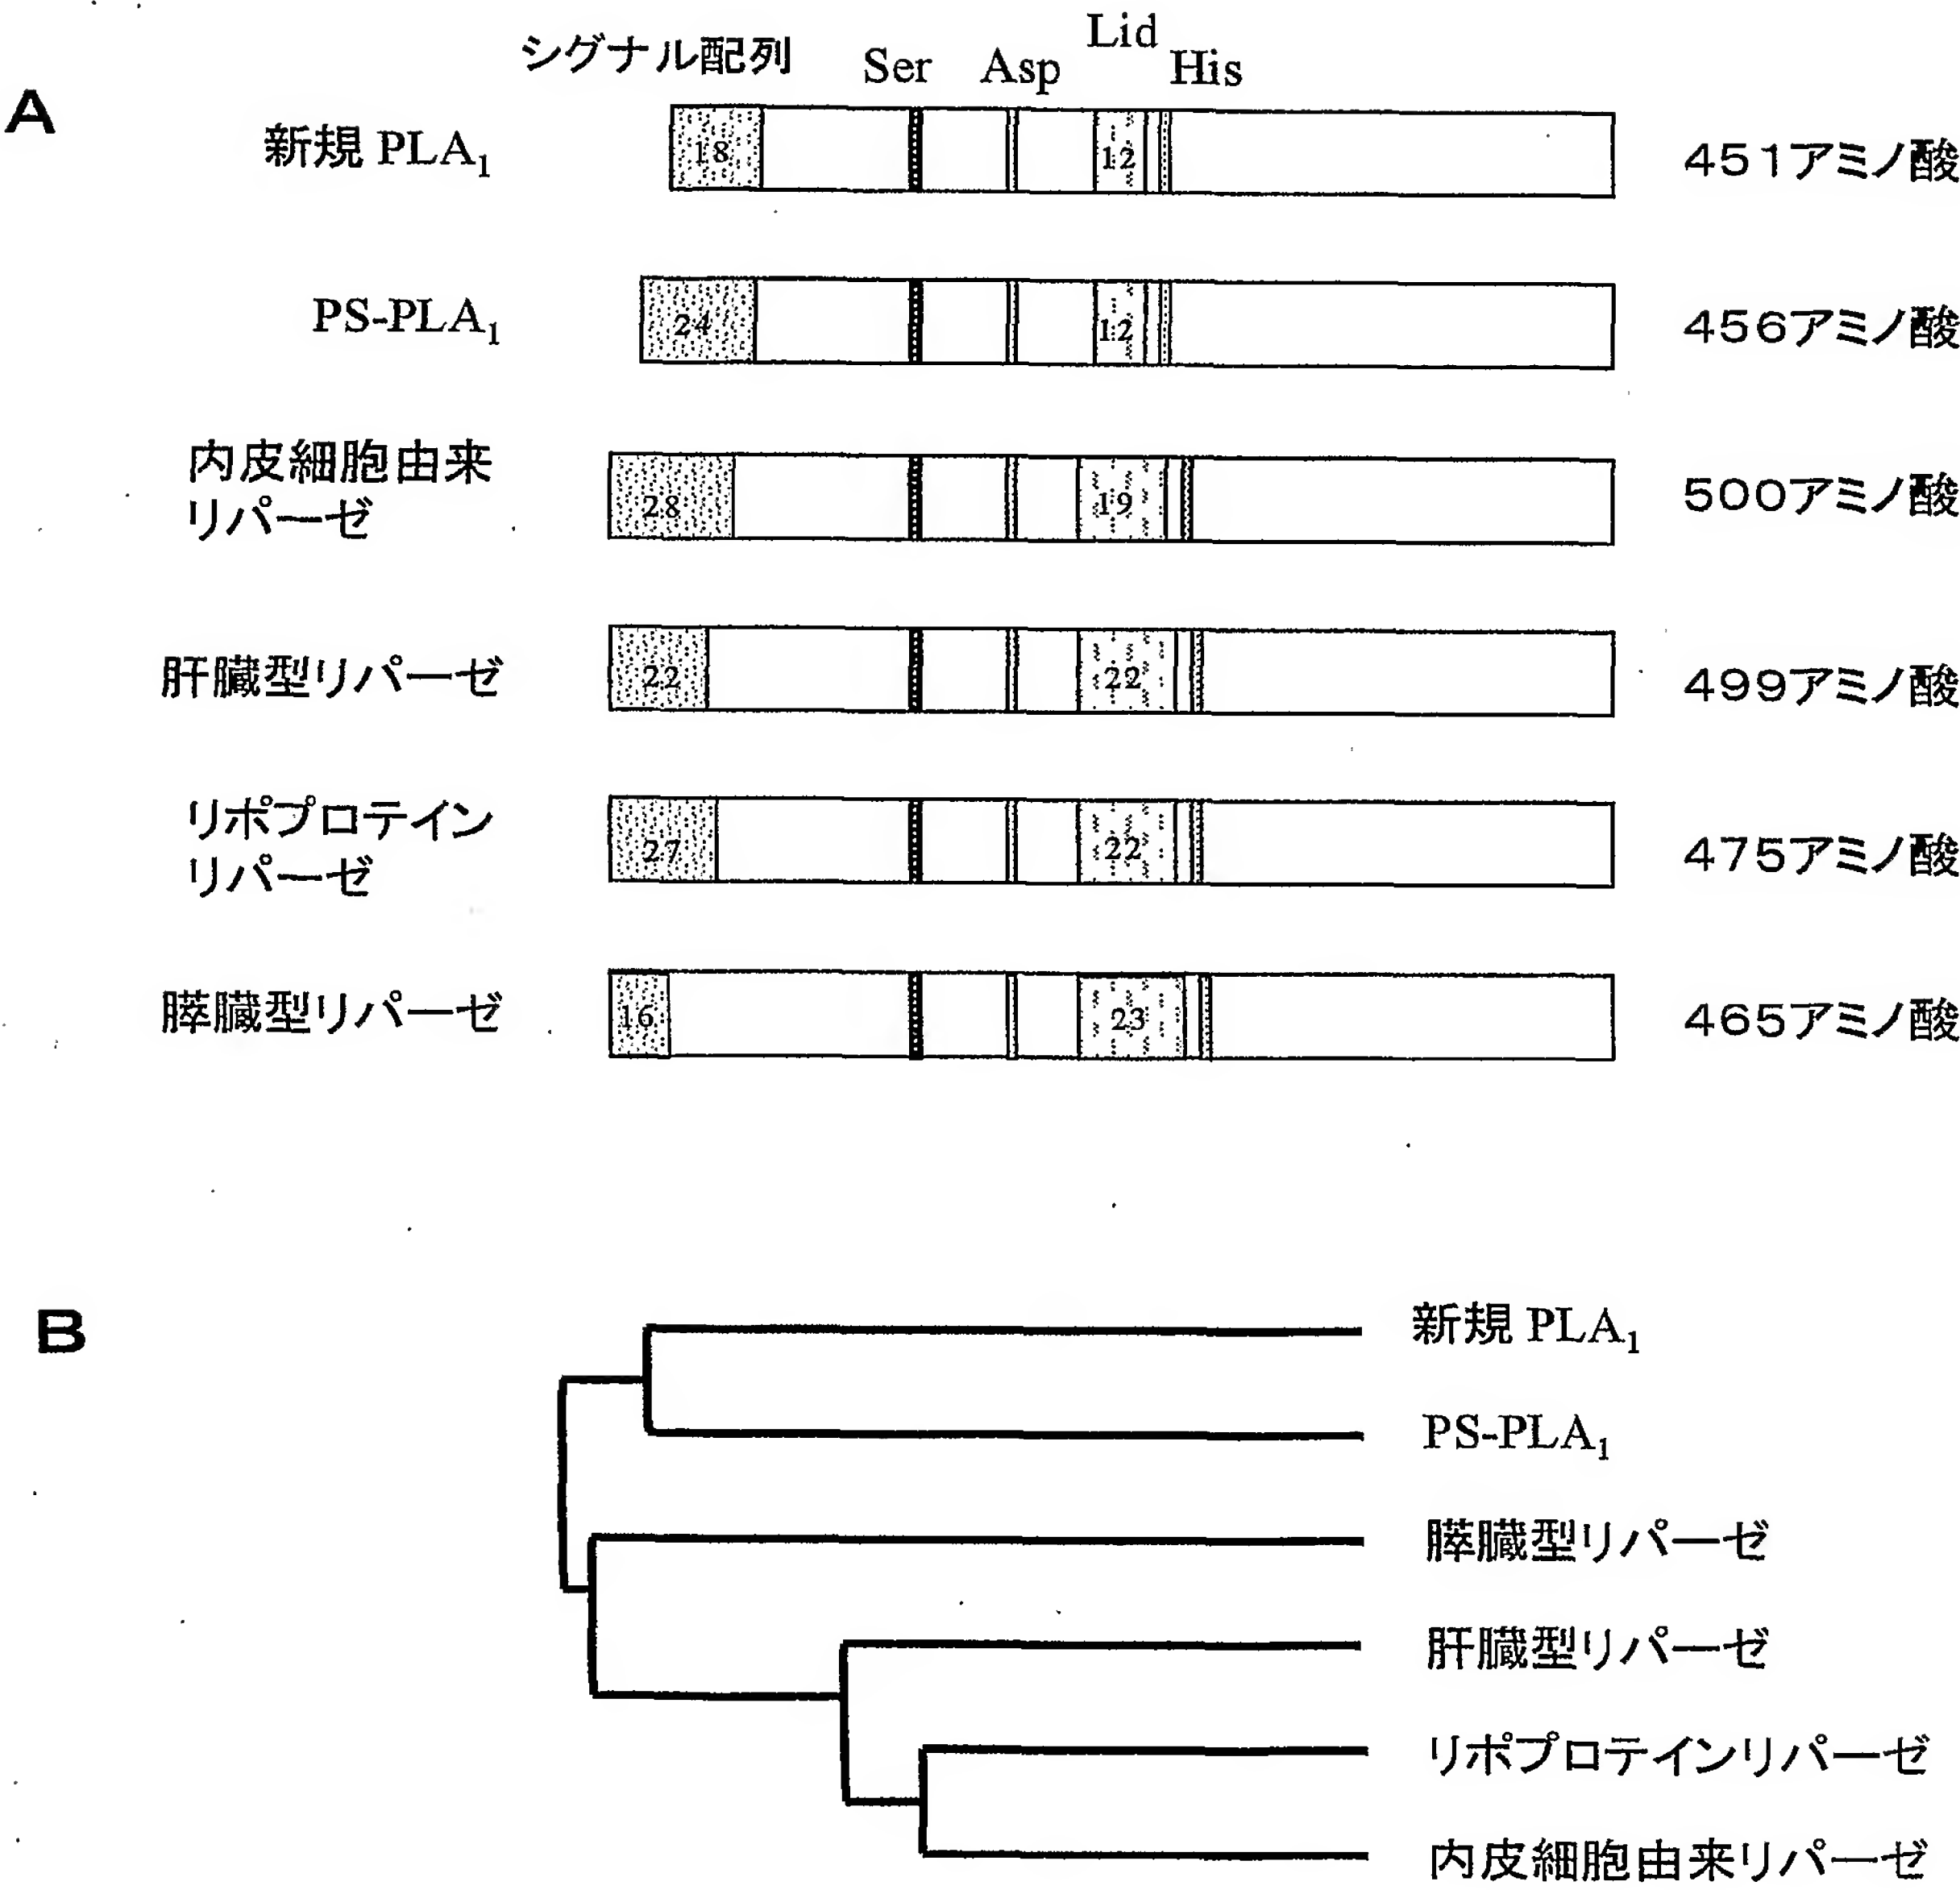 A
シグナル配列 Ser Asp Lid His
新規 PLA₁ 18 12 451アミノ酸
PS-PLA₁ 24 12 456アミノ酸
内皮細胞由来
リパーゼ 28 19 500アミノ酸
肝臓型リパーゼ 22 22 499アミノ酸
リポプロテイン
リパーゼ 27 22 475アミノ酸
膵臓型リパーゼ 16 23 465アミノ酸
B
新規 PLA₁
PS-PLA₁
膵臓型リパーゼ
肝臓型リパーゼ
リポプロテインリパーゼ
内皮細胞由来リパーゼ